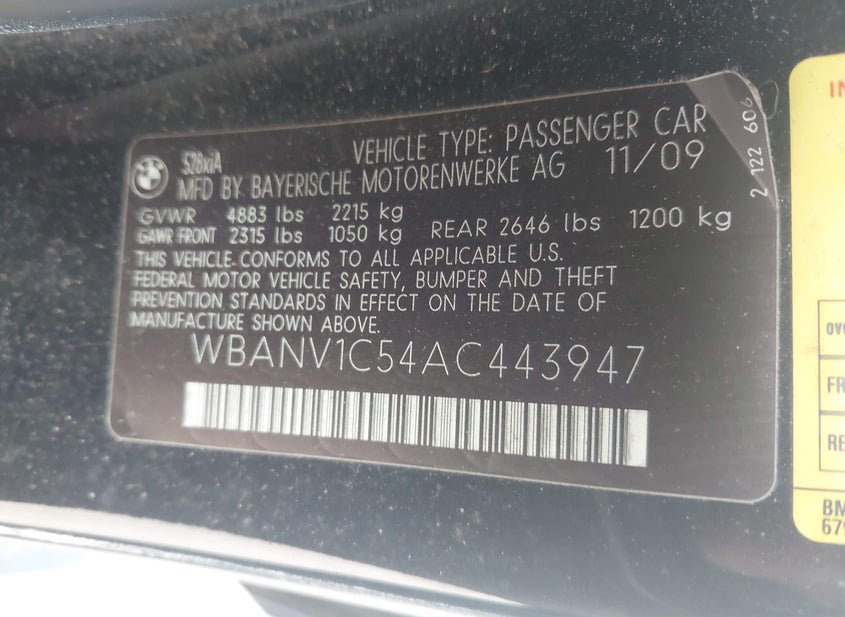 528xiA
VEHICLE TYPE: PASSENGER CAR
MFD BY BAYERISCHE MOTORENWERKE AG 11/09
GVWR 4883 lbs 2215 kg
GAWR FRONT 2315 lbs 1050 kg REAR 2646 lbs 1200 kg
THIS VEHICLE CONFORMS TO ALL APPLICABLE U.S.
FEDERAL MOTOR VEHICLE SAFETY, BUMPER AND THEFT
PREVENTION STANDARDS IN EFFECT ON THE DATE OF
MANUFACTURE SHOWN ABOVE.
WBANV1C54AC443947
2 122 606
BM
679